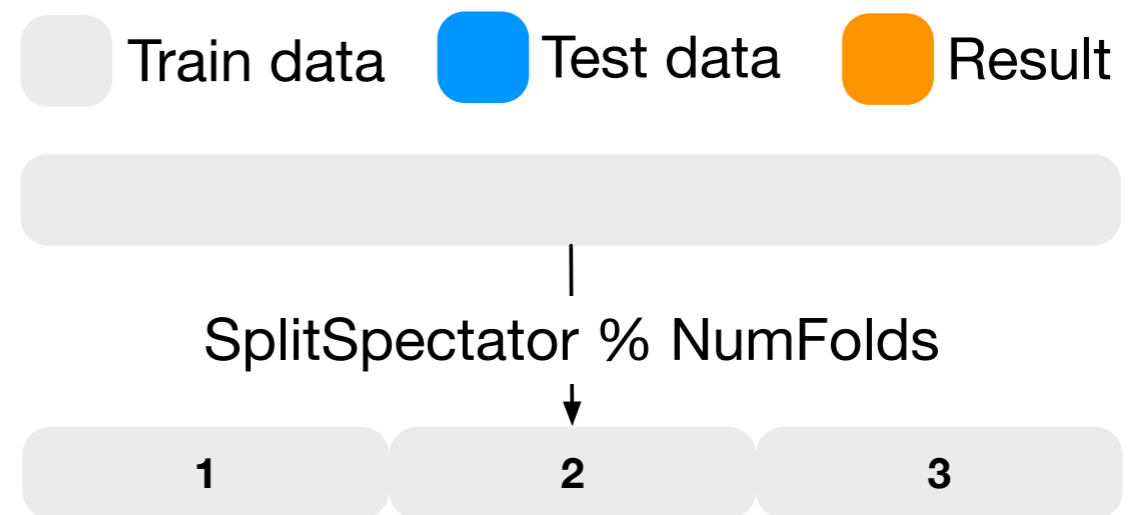 Train data Test data Result
SplitSpectator % NumFolds
1 2 3